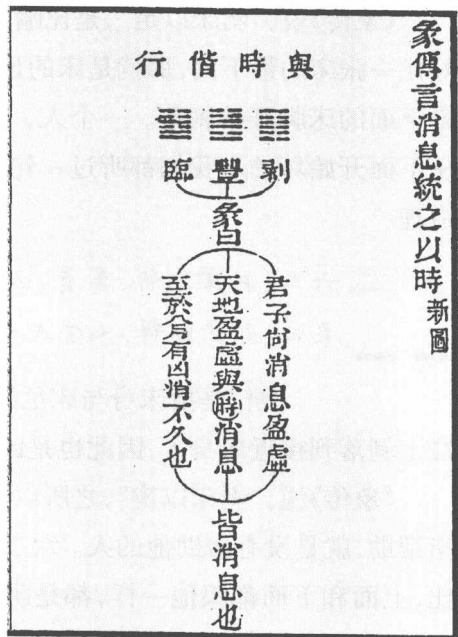 彖傳言消息統之以時 新圖
與時偕行
剝
豐
臨
彖曰
君子尙消息盈虛
天地盈虛與時消息
至於八月有凶消不久也
皆消息也